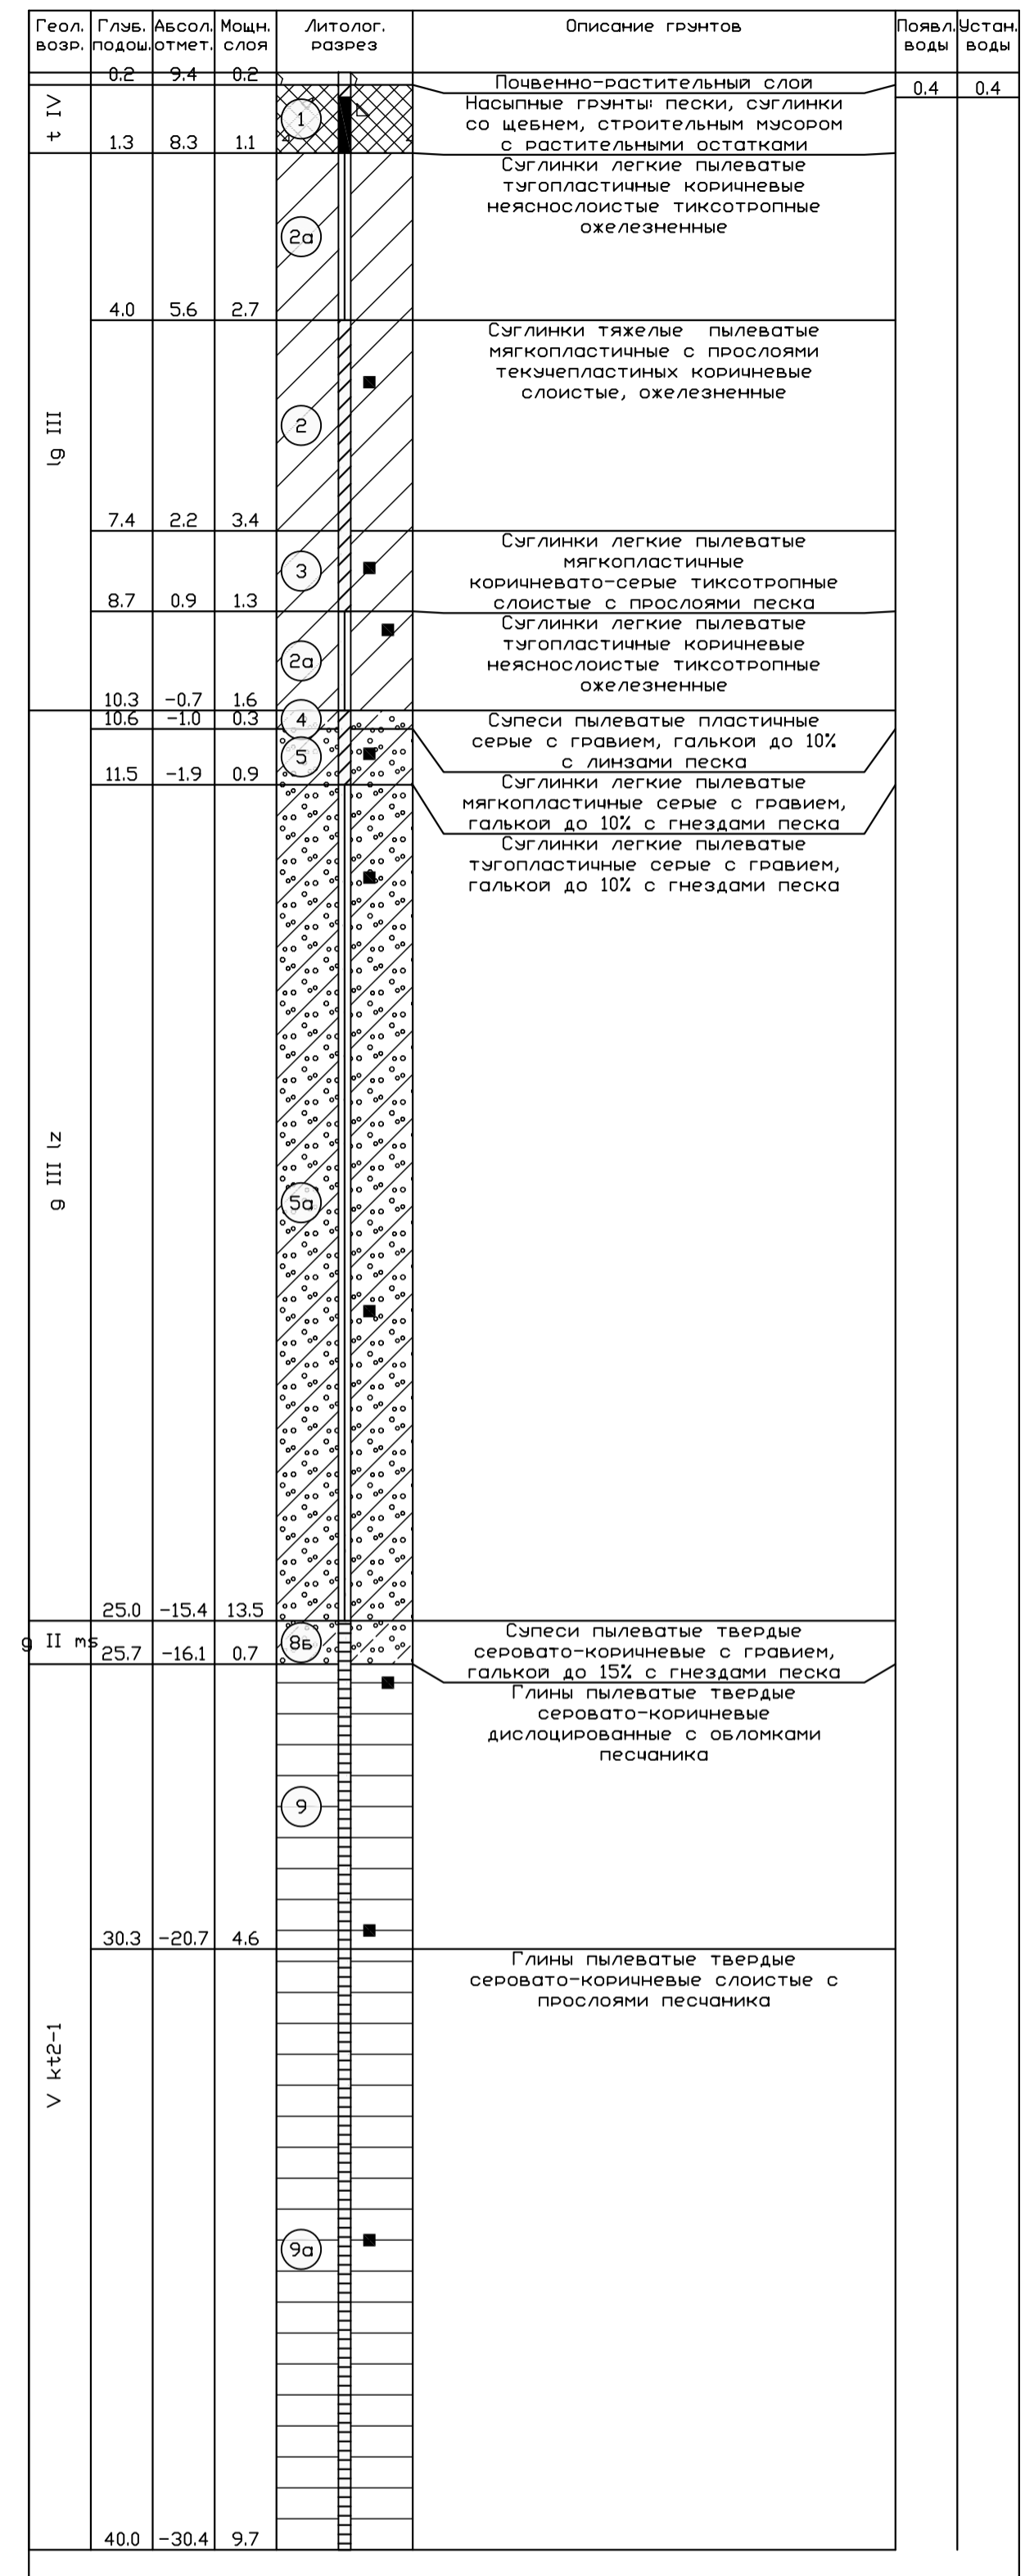 Геол. Глуб. Абсол. Мощн. Литолог. Описание грунтов Появл. Устан.
возр. подош. отмет. слоя разрез воды воды
0.2 9.4 0.2 Почвенно-растительный слой
0.4 0.4
t IV
1
Насыпные грунты: пески, суглинки
со щебнем, строительным мусором
с растительными остатками
1.3 8.3 1.1
Суглинки легкие пылеватые
тугопластичные коричневые
неяснослоистые тиксотропные
ожелезненные
2а
4.0 5.6 2.7
lg III
Суглинки тяжелые пылеватые
мягкопластичные с прослоями
текучепластиных коричневые
слоистые, ожелезненные
2
7.4 2.2 3.4
Суглинки легкие пылеватые
мягкопластичные
коричневато-серые тиксотропные
слоистые с прослоями песка
3
8.7 0.9 1.3
Суглинки легкие пылеватые
тугопластичные коричневые
неяснослоистые тиксотропные
ожелезненные
2а
10.3 -0.7 1.6
10.6 -1.0 0.3
4
Супеси пылеватые пластичные
серые с гравием, галькой до 10%
с линзами песка
5
11.5 -1.9 0.9
Суглинки легкие пылеватые
мягкопластичные серые с гравием,
галькой до 10% с гнездами песка
Суглинки легкие пылеватые
тугопластичные серые с гравием,
галькой до 10% с гнездами песка
g III lz
5а
25.0 -15.4 13.5
g II ms
8Б
25.7 -16.1 0.7
Супеси пылеватые твердые
серовато-коричневые с гравием,
галькой до 15% с гнездами песка
Глины пылеватые твердые
серовато-коричневые
дислоцированные с обломками
песчаника
9
30.3 -20.7 4.6
Глины пылеватые твердые
серовато-коричневые слоистые с
прослоями песчаника
V kt2-1
9а
40.0 -30.4 9.7